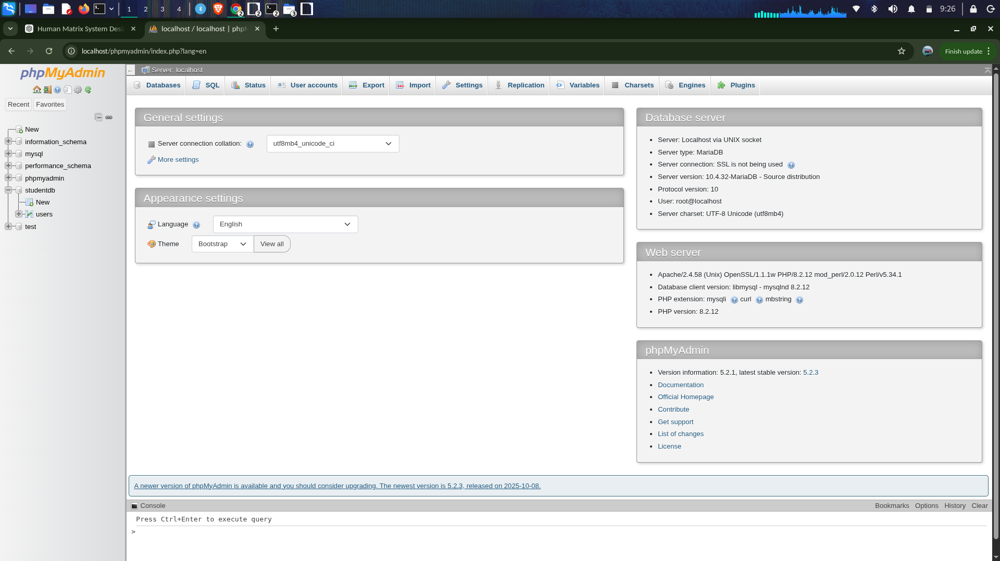 1 2 3 4 2 2 2 3 9:26
Human Matrix System Desi
localhost / localhost | phpM
localhost/phpmyadmin/index.php?lang=en
Finish update
phpMyAdmin
Recent Favorites
New
information_schema
mysql
performance_schema
phpmyadmin
studentdb
New
users
test
Server: localhost
Databases SQL Status User accounts Export Import Settings Replication Variables Charsets Engines Plugins
General settings
Server connection collation: utf8mb4_unicode_ci
More settings
Appearance settings
Language English
Theme Bootstrap View all
Database server
Server: Localhost via UNIX socket
Server type: MariaDB
Server connection: SSL is not being used
Server version: 10.4.32-MariaDB - Source distribution
Protocol version: 10
User: root@localhost
Server charset: UTF-8 Unicode (utf8mb4)
Web server
Apache/2.4.58 (Unix) OpenSSL/1.1.1w PHP/8.2.12 mod_perl/2.0.12 Perl/v5.34.1
Database client version: libmysql - mysqlnd 8.2.12
PHP extension: mysqli curl mbstring
PHP version: 8.2.12
phpMyAdmin
Version information: 5.2.1, latest stable version: 5.2.3
Documentation
Official Homepage
Contribute
Get support
List of changes
License
A newer version of phpMyAdmin is available and you should consider upgrading. The newest version is 5.2.3, released on 2025-10-08.
Console Bookmarks Options History Clear
Press Ctrl+Enter to execute query
>